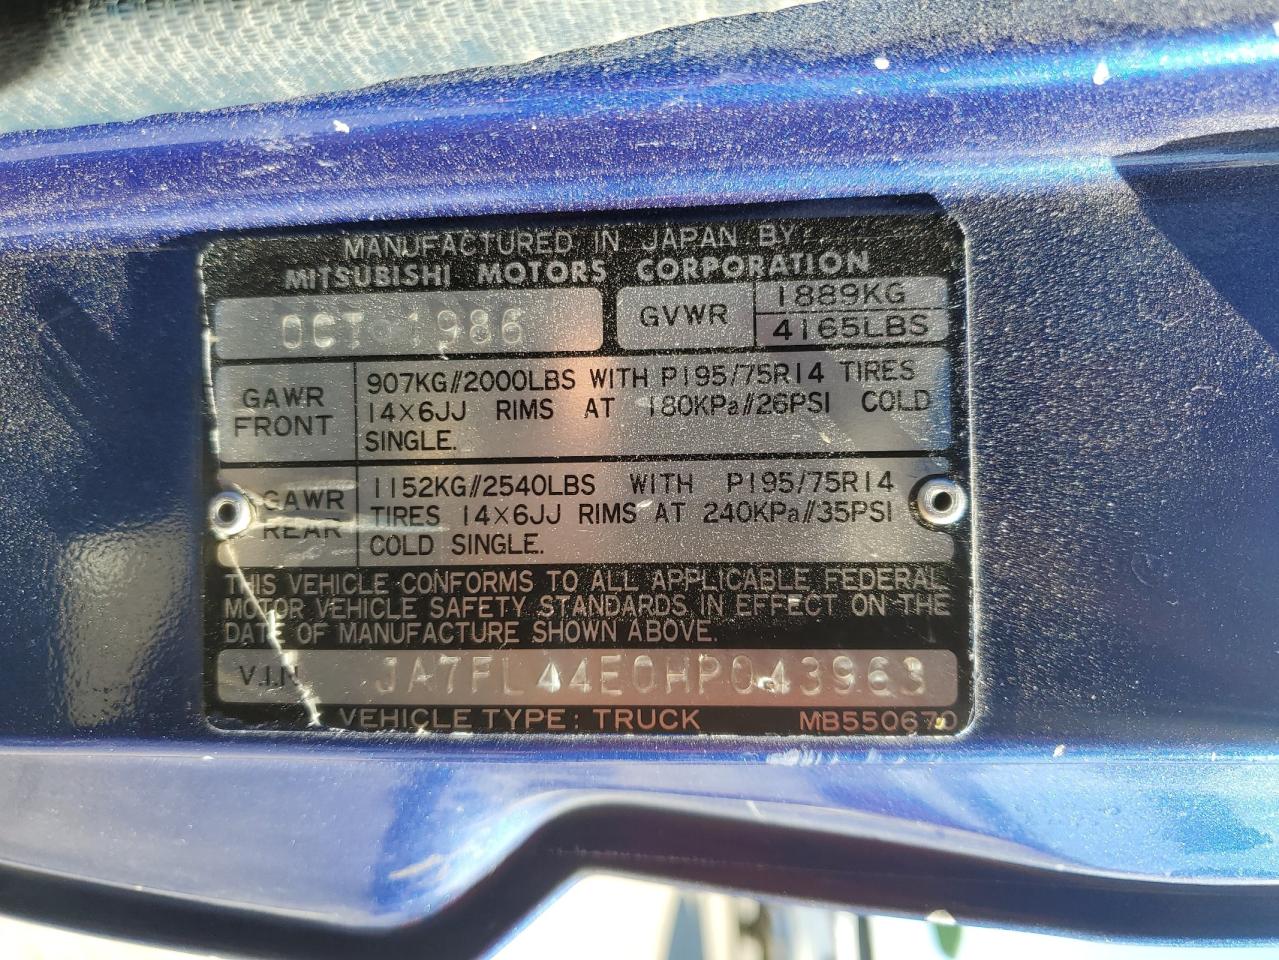 MANUFACTURED IN JAPAN BY
MITSUBISHI MOTORS CORPORATION
OCT 1986
GVWR
1889KG
4165LBS
GAWR
FRONT
907KG//2000LBS WITH P195/75R14 TIRES
14×6JJ RIMS AT 180KPa//26PSI COLD
SINGLE.
GAWR
REAR
1152KG//2540LBS WITH P195/75R14
TIRES 14×6JJ RIMS AT 240KPa//35PSI
COLD SINGLE.
THIS VEHICLE CONFORMS TO ALL APPLICABLE FEDERAL
MOTOR VEHICLE SAFETY STANDARDS IN EFFECT ON THE
DATE OF MANUFACTURE SHOWN ABOVE.
V.I.N JA7FL44E0HP043963
VEHICLE TYPE: TRUCK MB550670